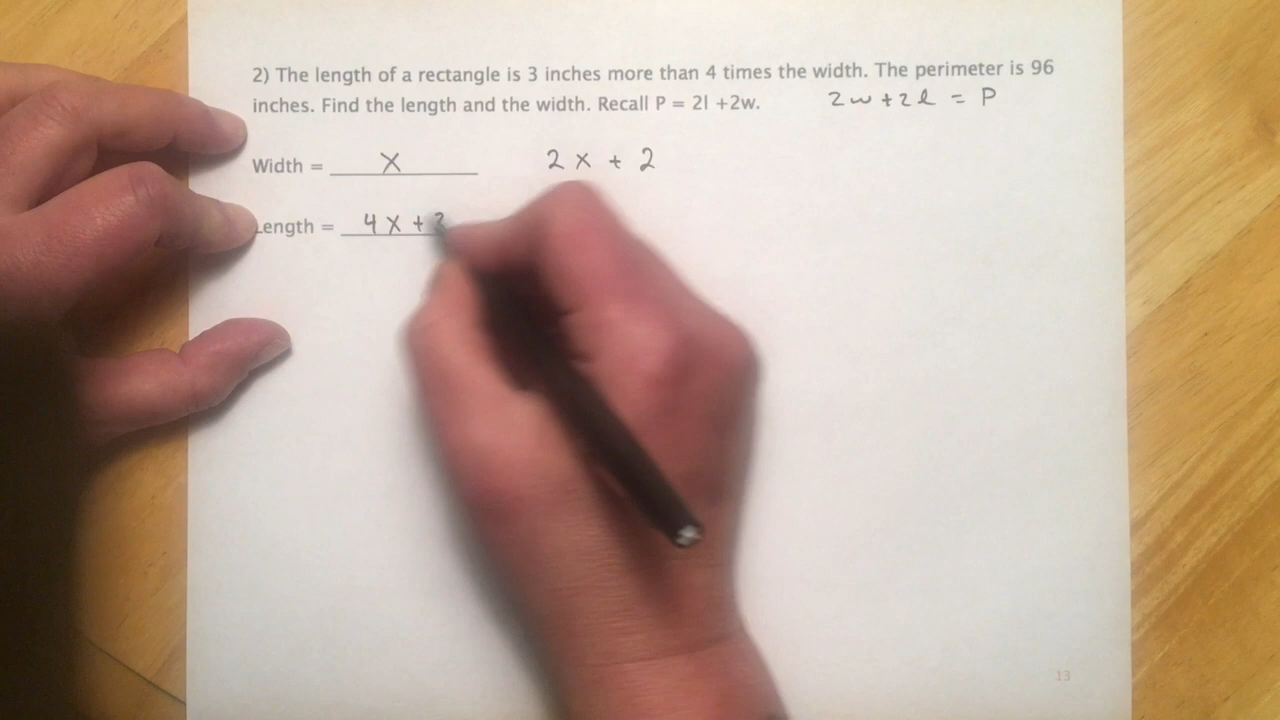 2) The length of a rectangle is 3 inches more than 4 times the width. The perimeter is 96
inches. Find the length and the width. Recall P = 2l +2w. 2w + 2l = P
Width = x 2x + 2
Length = 4x + 3
13